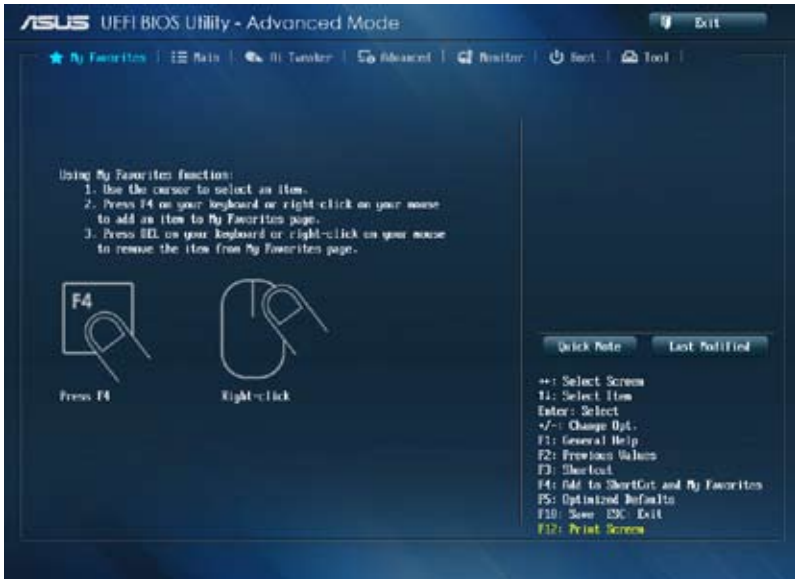 ASUS UEFI BIOS Utility - Advanced Mode
Exit
My Favorites
Main
Ai Tweaker
Advanced
Monitor
Boot
Tool
Using My Favorites function:
1. Use the cursor to select an item.
2. Press F4 on your keyboard or right-click on your mouse
to add an item to My Favorites page.
3. Press DEL on your keyboard or right-click on your mouse
to remove the item from My Favorites page.
F4
Press F4
Right-click
Quick Note
Last Modified
→←: Select Screen
↑↓: Select Item
Enter: Select
+/-: Change Opt.
F1: General Help
F2: Previous Values
F3: Shortcut
F4: Add to ShortCut and My Favorites
F5: Optimized Defaults
F10: Save ESC: Exit
F12: Print Screen